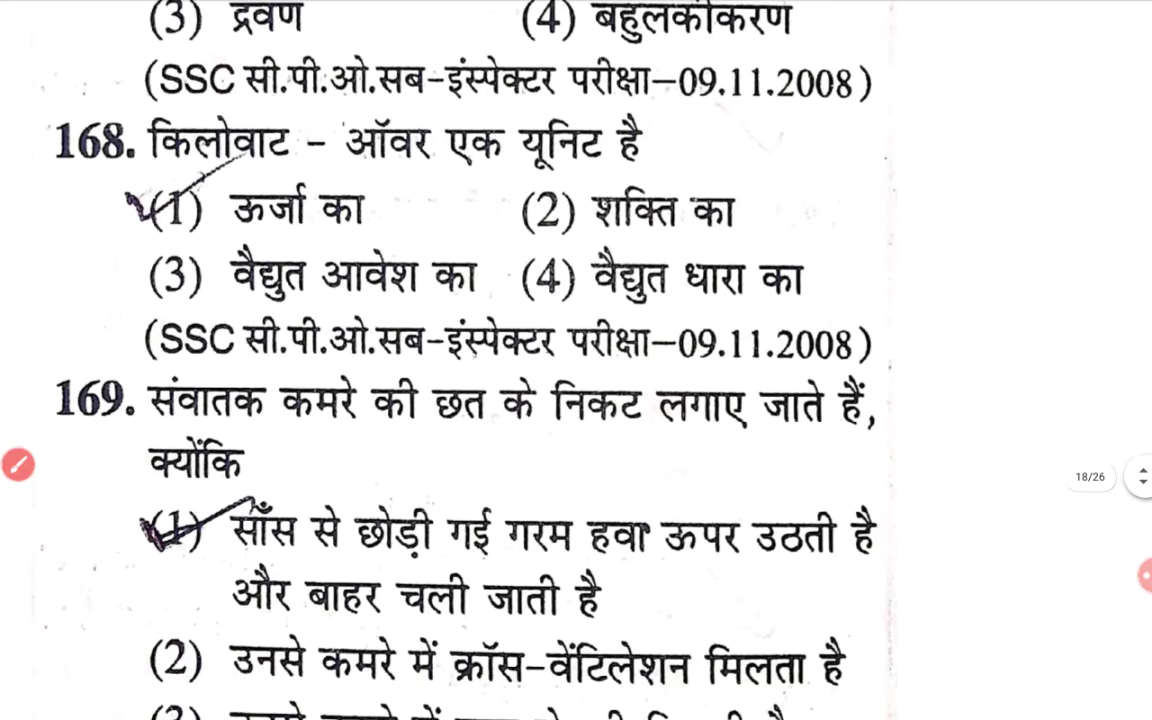 (3) द्रवण (4) बहुलकीकरण
(SSC सी.पी.ओ.सब-इंस्पेक्टर परीक्षा–09.11.2008)
168. किलोवाट - ऑवर एक यूनिट है
(1) ऊर्जा का (2) शक्ति का
(3) वैद्युत आवेश का (4) वैद्युत धारा का
(SSC सी.पी.ओ.सब-इंस्पेक्टर परीक्षा–09.11.2008)
169. संवातक कमरे की छत के निकट लगाए जाते हैं,
क्योंकि
18/26
(1) साँस से छोड़ी गई गरम हवा ऊपर उठती है
और बाहर चली जाती है
(2) उनसे कमरे में क्रॉस-वेंटिलेशन मिलता है